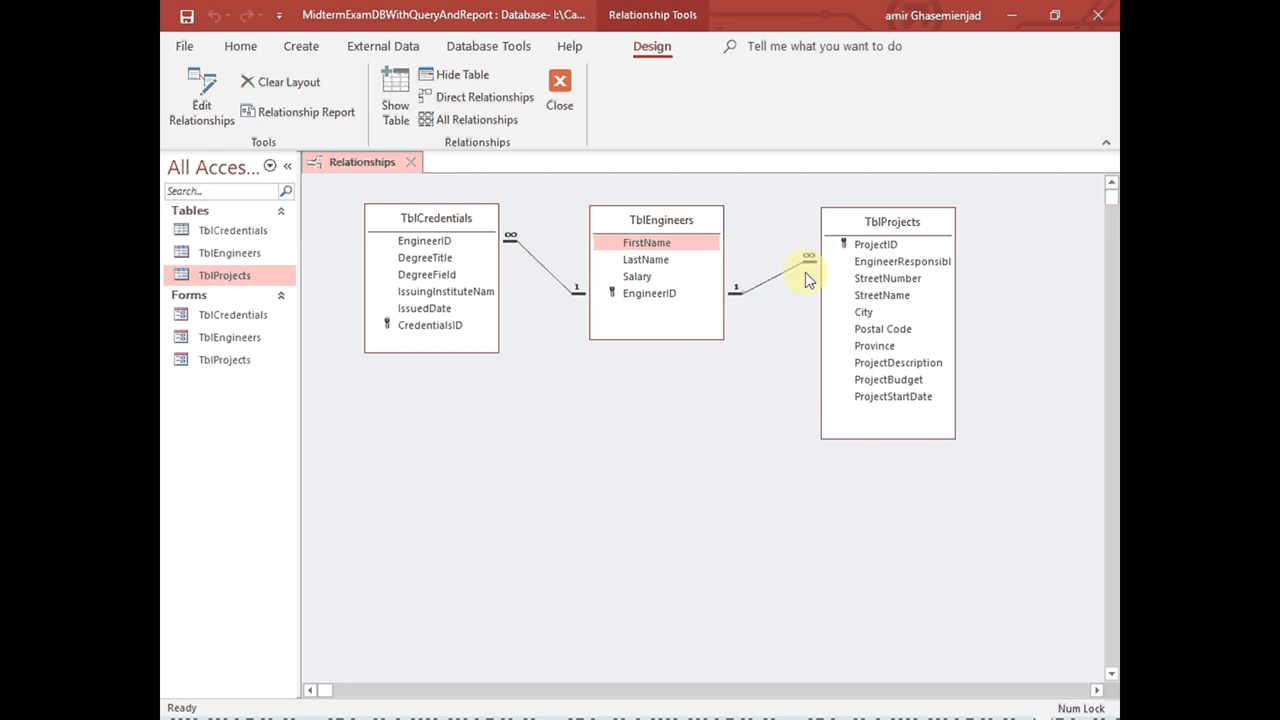 MidtermExamDBWithQueryAndReport : Database- I:\Ca...
Relationship Tools
amir Ghasemienjad
File
Home
Create
External Data
Database Tools
Help
Design
Tell me what you want to do
Edit
Relationships
Clear Layout
Relationship Report
Tools
Show
Table
Hide Table
Direct Relationships
All Relationships
Relationships
Close
All Acces...
«
Search...
Tables
TblCredentials
TblEngineers
TblProjects
Forms
TblCredentials
TblEngineers
TblProjects
Relationships
TblCredentials
EngineerID
DegreeTitle
DegreeField
IssuingInstituteNam
IssuedDate
CredentialsID
∞
1
TblEngineers
FirstName
LastName
Salary
EngineerID
1
∞
TblProjects
ProjectID
EngineerResponsibl
StreetNumber
StreetName
City
Postal Code
Province
ProjectDescription
ProjectBudget
ProjectStartDate
Ready
Num Lock